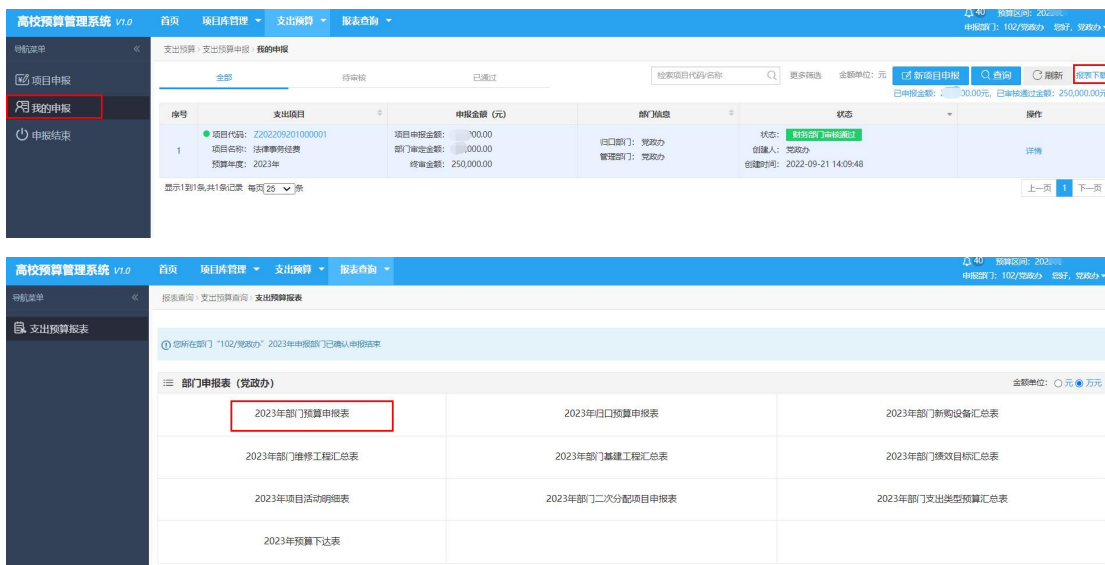 高校预算管理系统 V1.0 首页 项目库管理 支出预算 报表查询 40 预算区间: 202
申报部门: 102/党政办 您好, 党政办
导航菜单 « 支出预算 › 支出预算申报 › 我的申报
项目申报 全部 待审核 已通过 检索项目代码/名称 更多筛选 金额单位: 元 新项目申报 查询 刷新 报表下载
已申报金额: 00.00元, 已审核通过金额: 250,000.00元
我的申报
序号 支出项目 申报金额 (元) 部门信息 状态 操作
申报结束
1
项目代码: Z202209201000001 项目申报金额: 000.00 状态: 财务部门审核通过
归口部门: 党政办
项目名称: 法律事务经费 部门审定金额: ,000.00 创建人: 党政办 详情
管理部门: 党政办
预算年度: 2023年 终审金额: 250,000.00 创建时间: 2022-09-21 14:09:48
显示1到1条,共1条记录 每页 25 条 上一页 1 下一页
高校预算管理系统 V1.0 首页 项目库管理 支出预算 报表查询 40 预算区间: 202
申报部门: 102/党政办 您好, 党政办
导航菜单 « 报表查询 › 支出预算查询 › 支出预算报表
支出预算报表
您所在部门 "102/党政办" 2023年申报部门已确认申报结束
部门申报表 (党政办) 金额单位: 元 万元
2023年部门预算申报表 2023年归口预算申报表 2023年部门新购设备汇总表
2023年部门维修工程汇总表 2023年部门基建工程汇总表 2023年部门绩效目标汇总表
2023年项目活动明细表 2023年部门二次分配项目申报表 2023年部门支出类型预算汇总表
2023年预算下达表